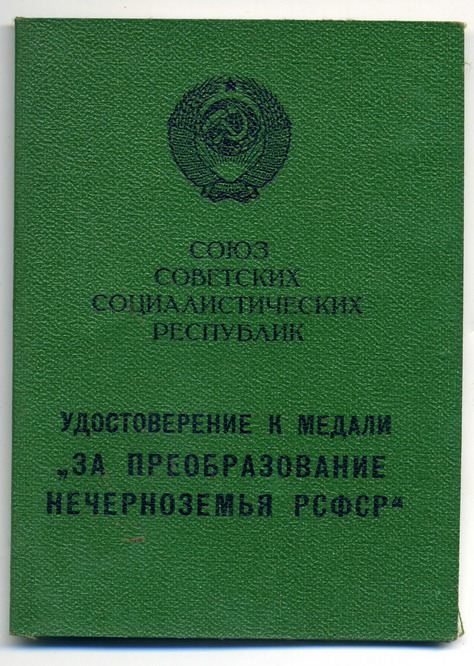 СОЮЗ
СОВЕТСКИХ
СОЦИАЛИСТИЧЕСКИХ
РЕСПУБЛИК
УДОСТОВЕРЕНИЕ К МЕДАЛИ
„ЗА ПРЕОБРАЗОВАНИЕ
НЕЧЕРНОЗЕМЬЯ РСФСР“